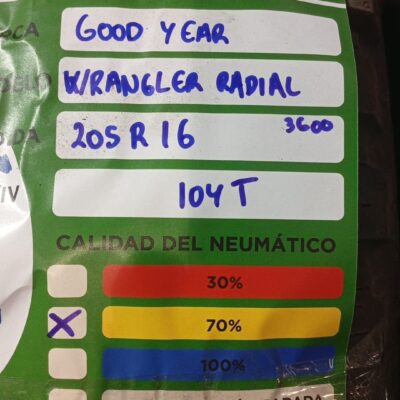 GOOD YEAR
WRANGLER RADIAL
205 R 16 3600
104 T
CALIDAD DEL NEUMÁTICO
30%
70%
100%